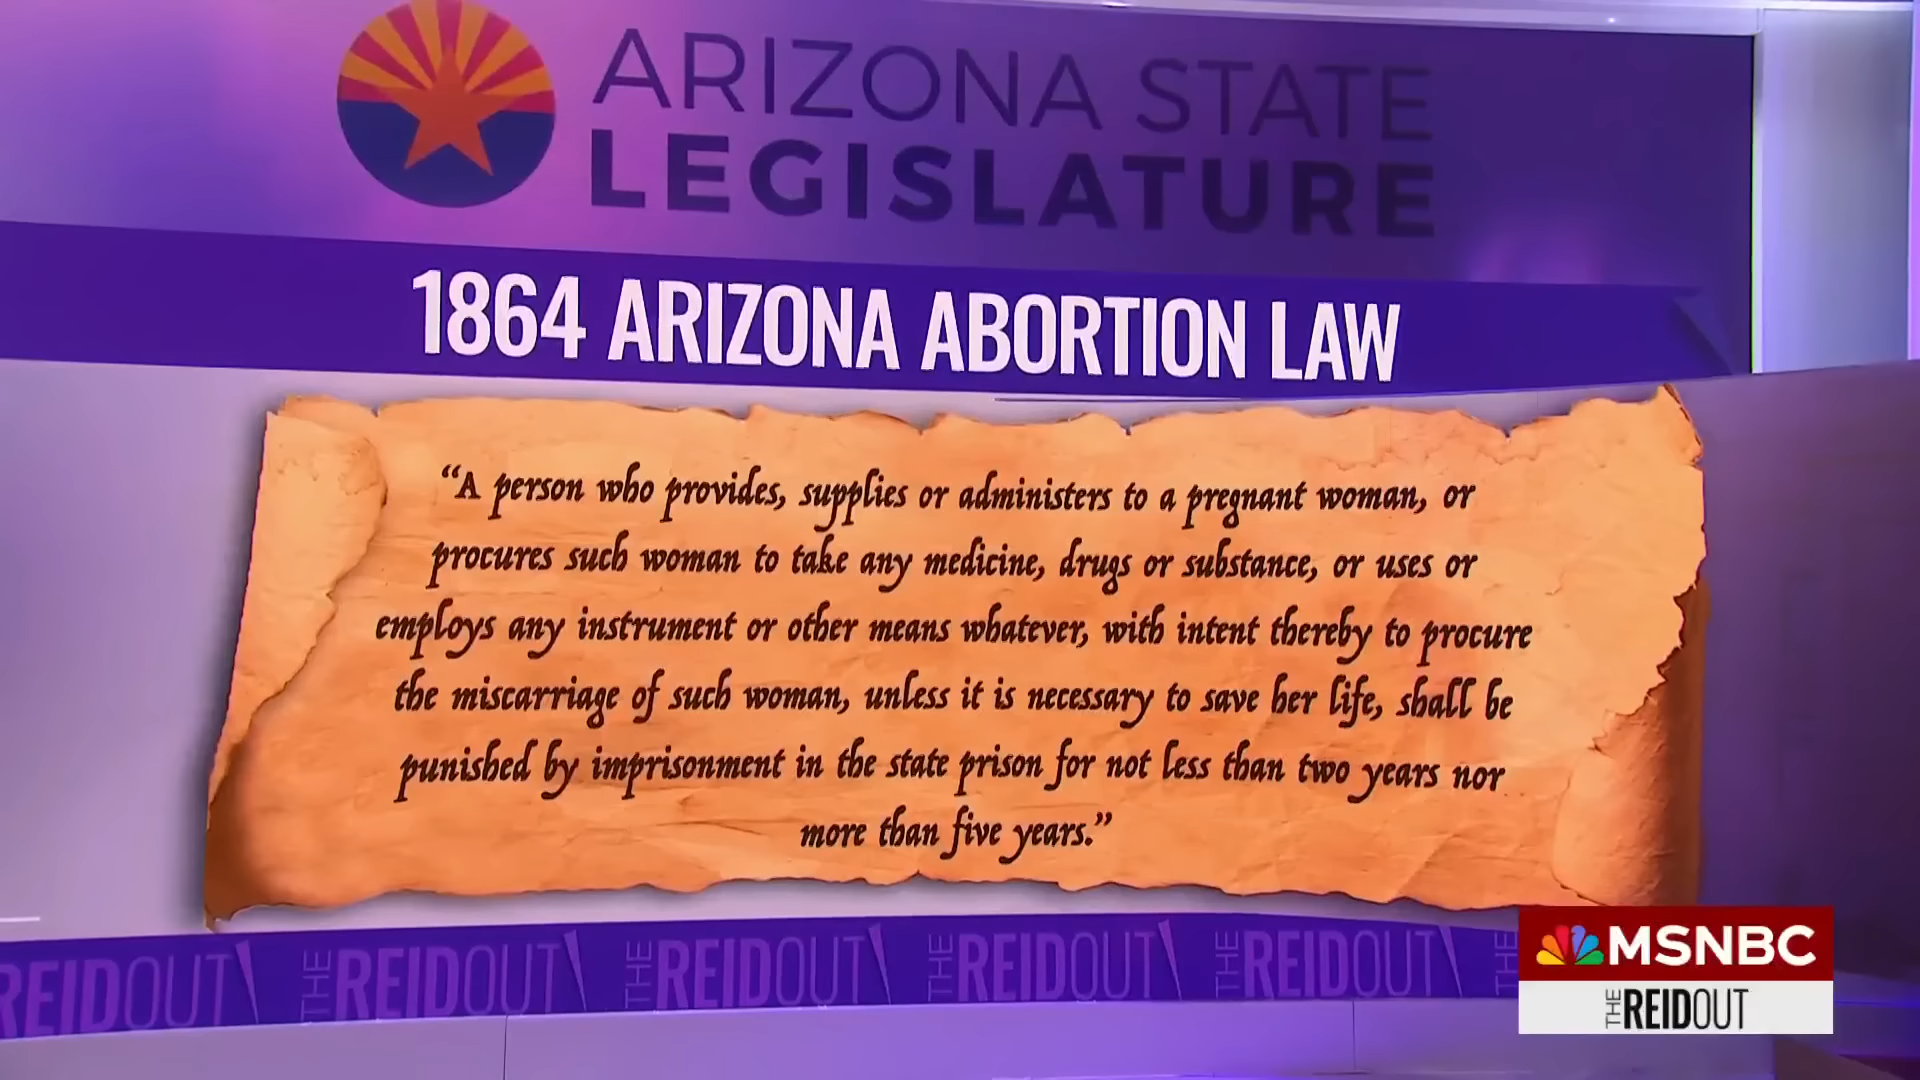 ARIZONA STATE
LEGISLATURE
1864 ARIZONA ABORTION LAW
“A person who provides, supplies or administers to a pregnant woman, or
procures such woman to take any medicine, drugs or substance, or uses or
employs any instrument or other means whatever, with intent thereby to procure
the miscarriage of such woman, unless it is necessary to save her life, shall be
punished by imprisonment in the state prison for not less than two years nor
more than five years.”
REIDOUT THE REIDOUT THE REIDOUT THE REIDOUT THE REIDOUT THE
MSNBC
THE REIDOUT